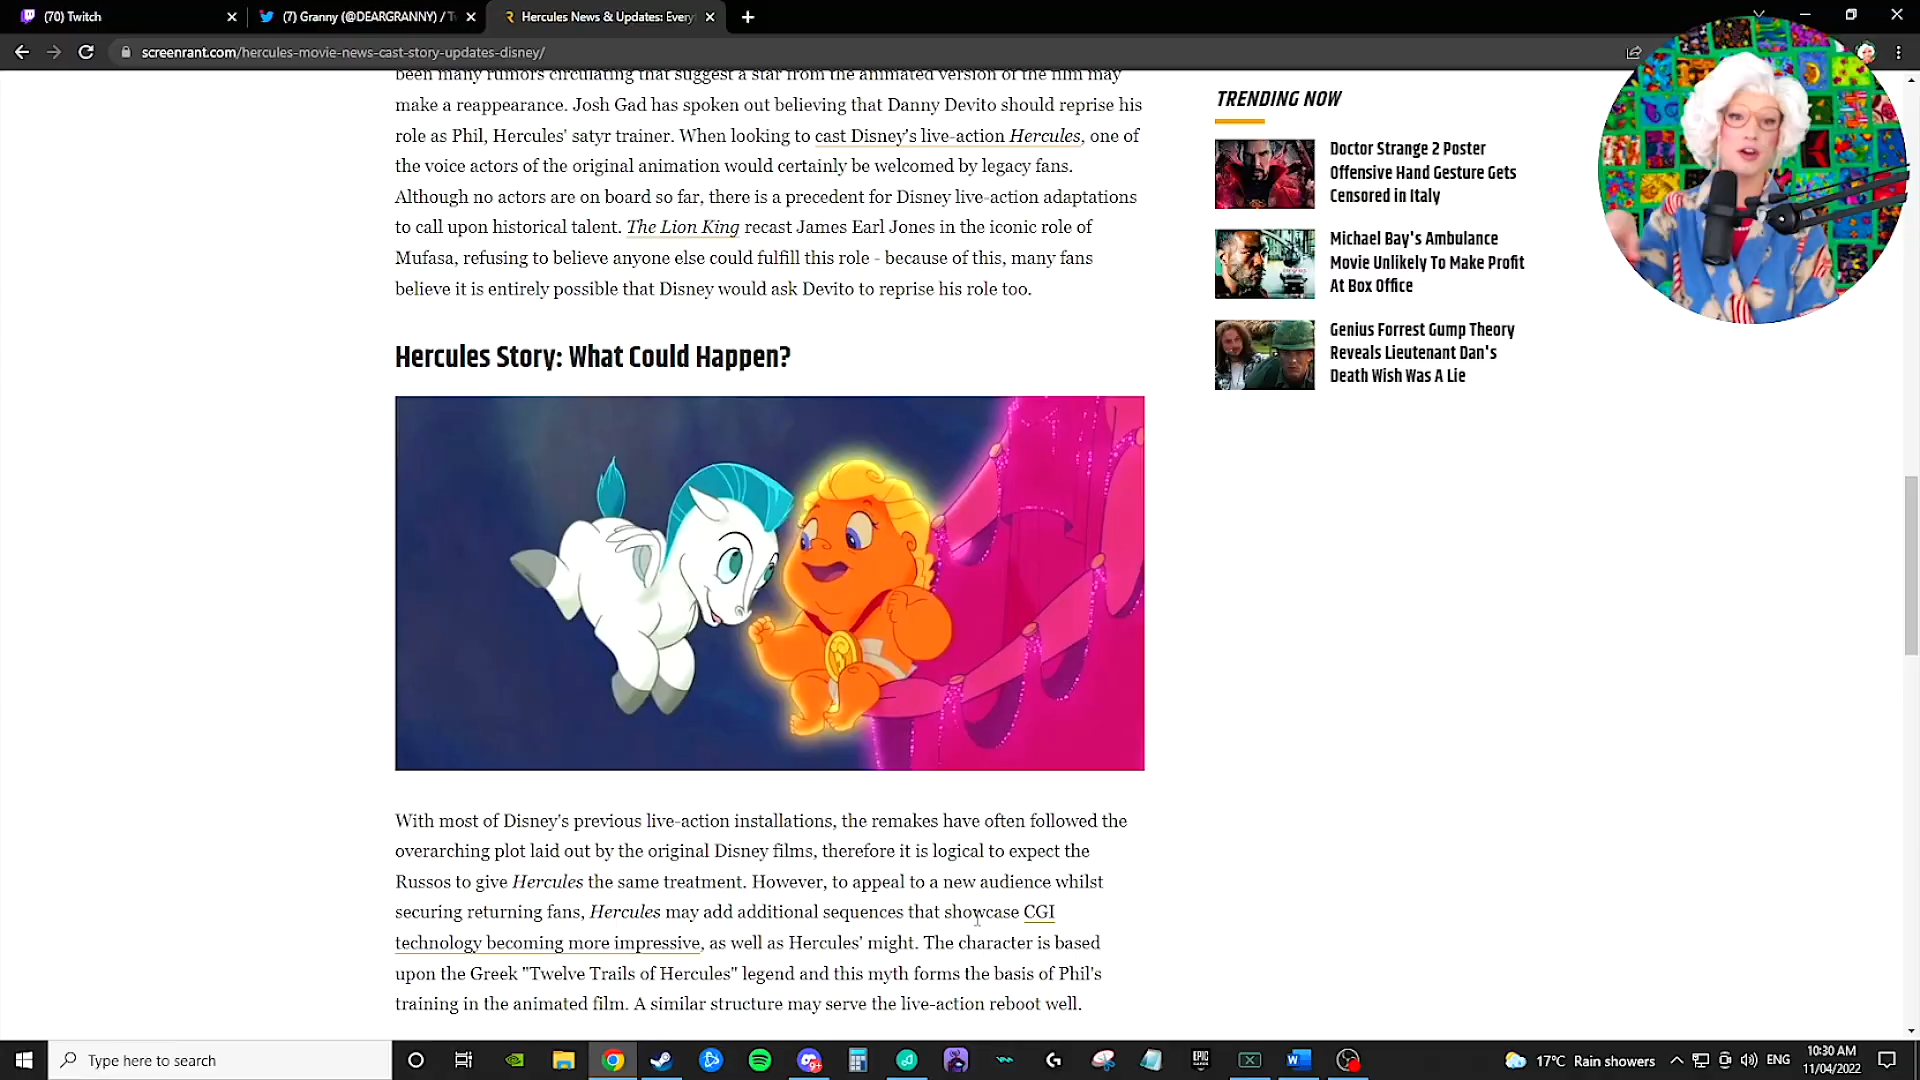 (70) Twitch
(7) Granny (@DEARGRANNY) / Tw
Hercules News & Updates: Every
screenrant.com/hercules-movie-news-cast-story-updates-disney/
been many rumors circulating that suggest a star from the animated version of the film may
make a reappearance. Josh Gad has spoken out believing that Danny Devito should reprise his
role as Phil, Hercules' satyr trainer. When looking to cast Disney's live-action Hercules, one of
the voice actors of the original animation would certainly be welcomed by legacy fans.
Although no actors are on board so far, there is a precedent for Disney live-action adaptations
to call upon historical talent. The Lion King recast James Earl Jones in the iconic role of
Mufasa, refusing to believe anyone else could fulfill this role - because of this, many fans
believe it is entirely possible that Disney would ask Devito to reprise his role too.
Hercules Story: What Could Happen?
With most of Disney's previous live-action installations, the remakes have often followed the
overarching plot laid out by the original Disney films, therefore it is logical to expect the
Russos to give Hercules the same treatment. However, to appeal to a new audience whilst
securing returning fans, Hercules may add additional sequences that showcase CGI
technology becoming more impressive, as well as Hercules' might. The character is based
upon the Greek "Twelve Trails of Hercules" legend and this myth forms the basis of Phil's
training in the animated film. A similar structure may serve the live-action reboot well.
TRENDING NOW
Doctor Strange 2 Poster
Offensive Hand Gesture Gets
Censored in Italy
Michael Bay's Ambulance
Movie Unlikely To Make Profit
At Box Office
Genius Forrest Gump Theory
Reveals Lieutenant Dan's
Death Wish Was A Lie
Type here to search
EPIC
17°C Rain showers
ENG
10:30 AM
11/04/2022